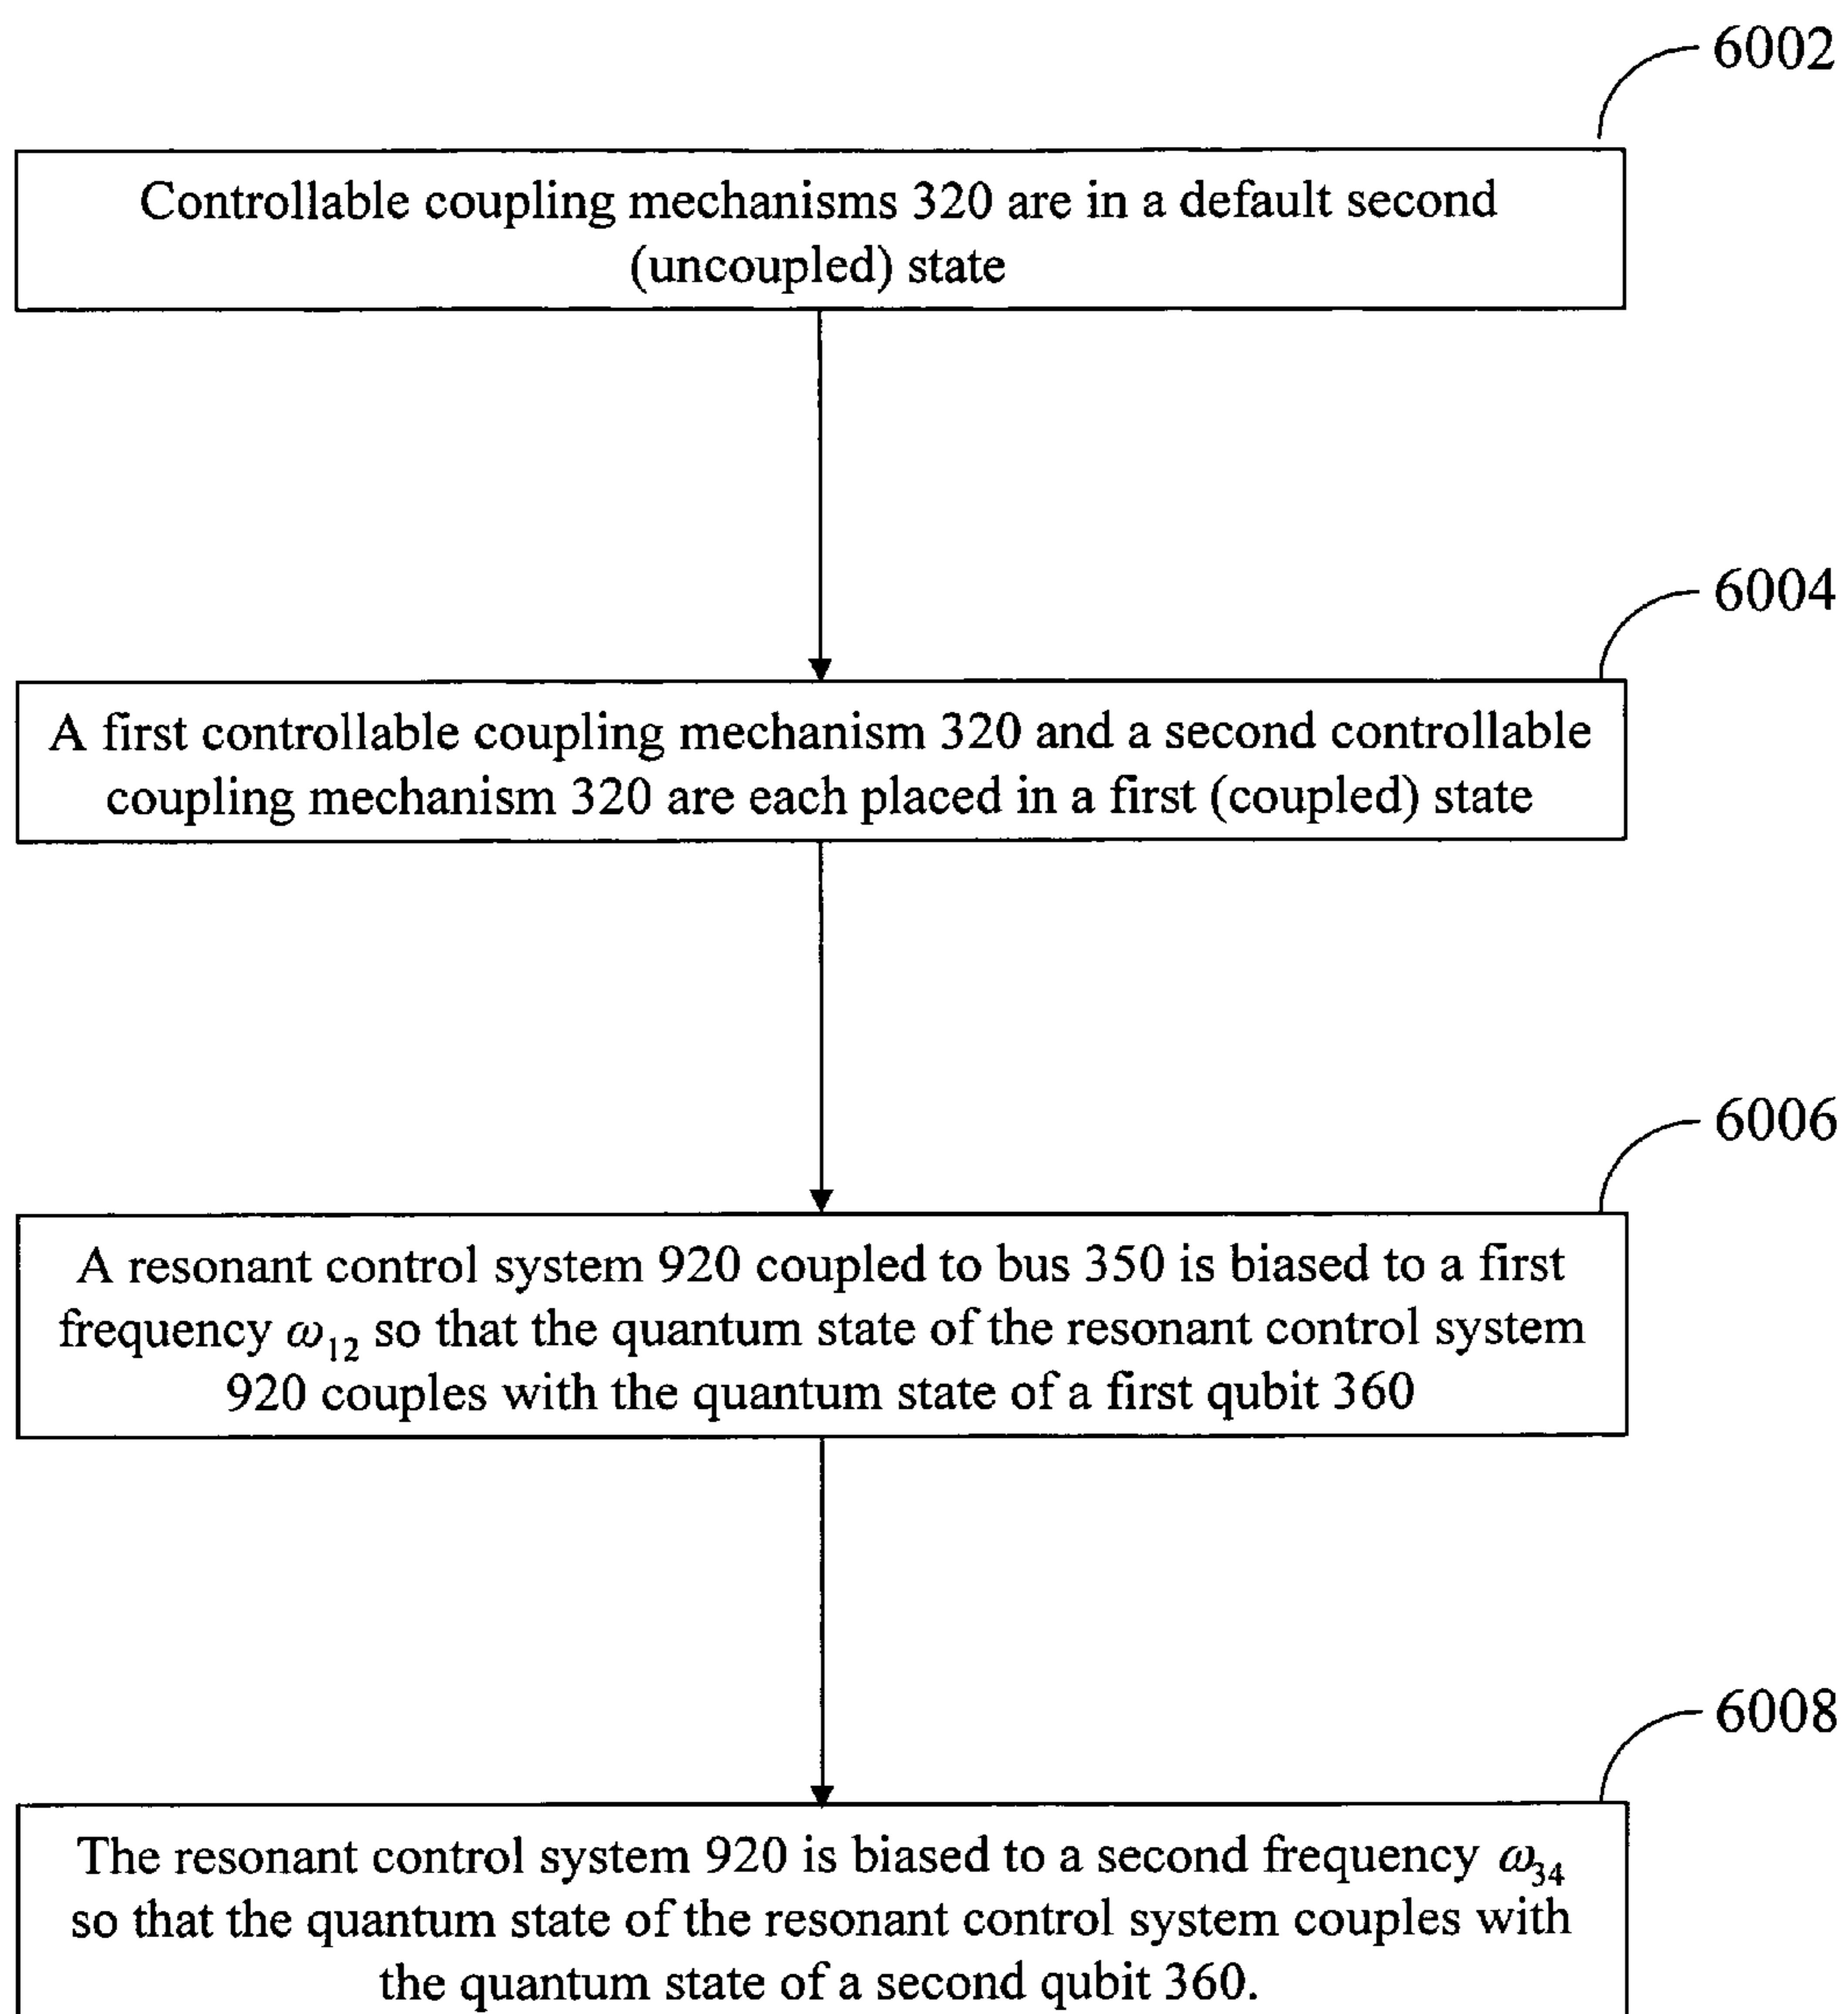 6002
Controllable coupling mechanisms 320 are in a default second
(uncoupled) state
6004
A first controllable coupling mechanism 320 and a second controllable
coupling mechanism 320 are each placed in a first (coupled) state
6006
A resonant control system 920 coupled to bus 350 is biased to a first
frequency ω₁₂ so that the quantum state of the resonant control system
920 couples with the quantum state of a first qubit 360
6008
The resonant control system 920 is biased to a second frequency ω₃₄
so that the quantum state of the resonant control system couples with
the quantum state of a second qubit 360.